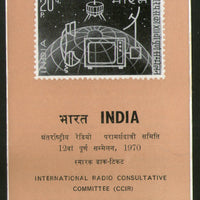 20
INDIA
भारत INDIA
अंतर्राष्ट्रीय रेडियो परामर्शदात्री समिति
12वां पूर्ण सम्मेलन, 1970
स्मारक डाक-टिकट
INTERNATIONAL RADIO CONSULTATIVE
COMMITTEE (CCIR)